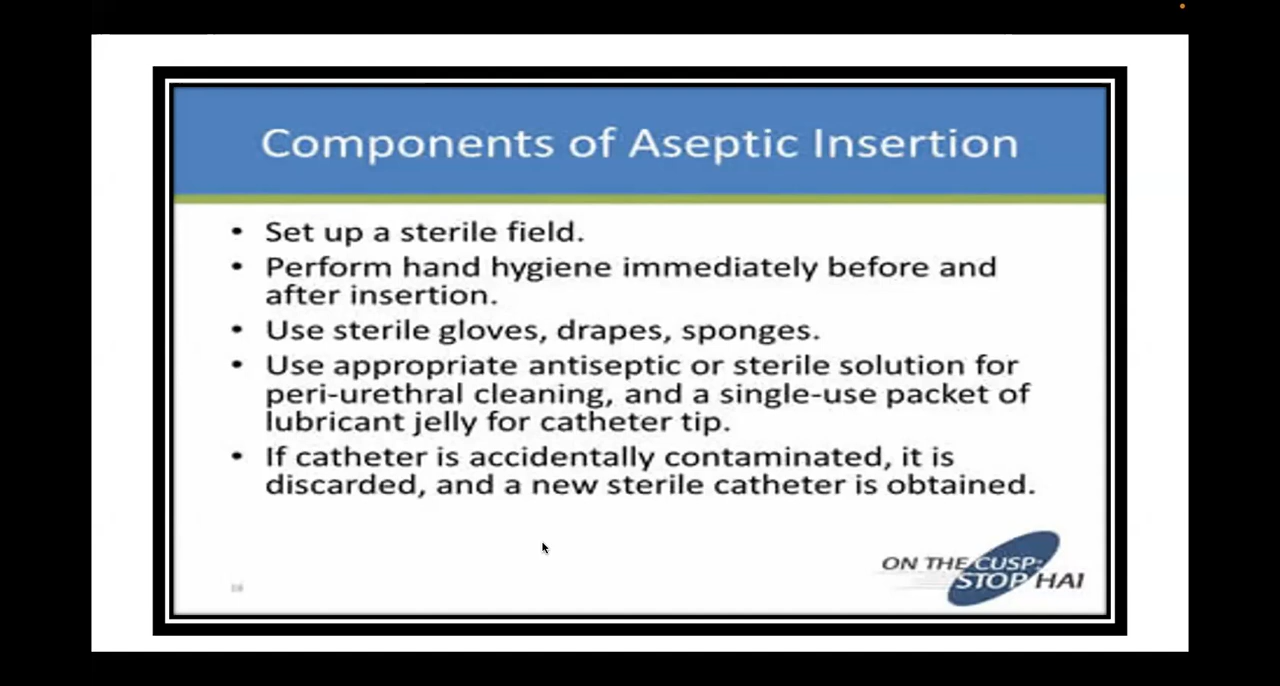 Components of Aseptic Insertion
• Set up a sterile field.
• Perform hand hygiene immediately before and
after insertion.
• Use sterile gloves, drapes, sponges.
• Use appropriate antiseptic or sterile solution for
peri-urethral cleaning, and a single-use packet of
lubricant jelly for catheter tip.
• If catheter is accidentally contaminated, it is
discarded, and a new sterile catheter is obtained.
ON THE CUSP:
STOP HAI